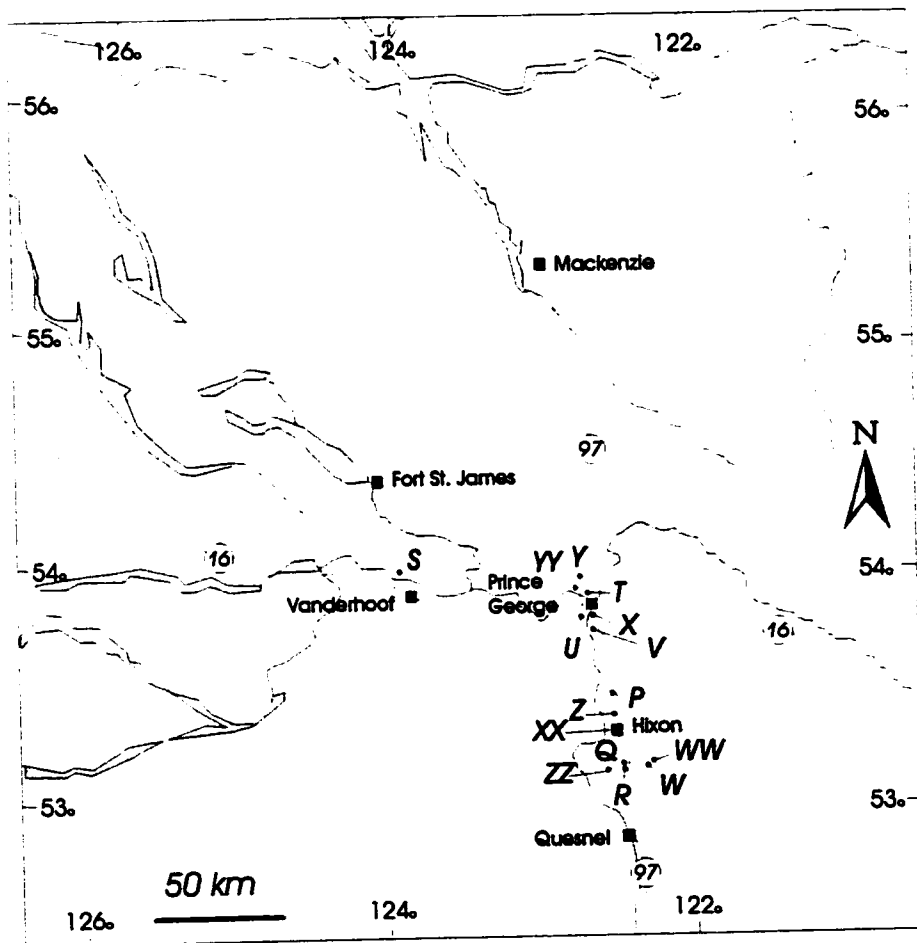 126° 124° 122°
56° 56°
Mackenzie
55° 55°
N
97
Fort St. James
16 S YY Y
54° 54°
Prince George T
Vanderhoof
X 16
U V
P
Z
XX Hixon
Q WW
ZZ W
R
53° 53°
Quesnel
50 km 97
126° 124° 122°